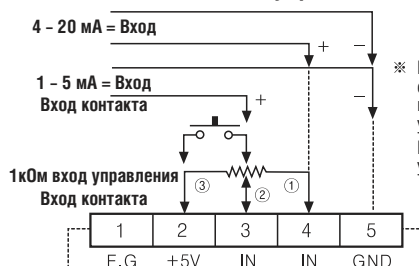 4 – 20 мА = Вход
+ –
1 – 5 мА = Вход
+ –
Вход контакта
1кОм вход управления
③ ② ①
Вход контакта
1 2 3 4 5
E.G +5V IN IN GND
※